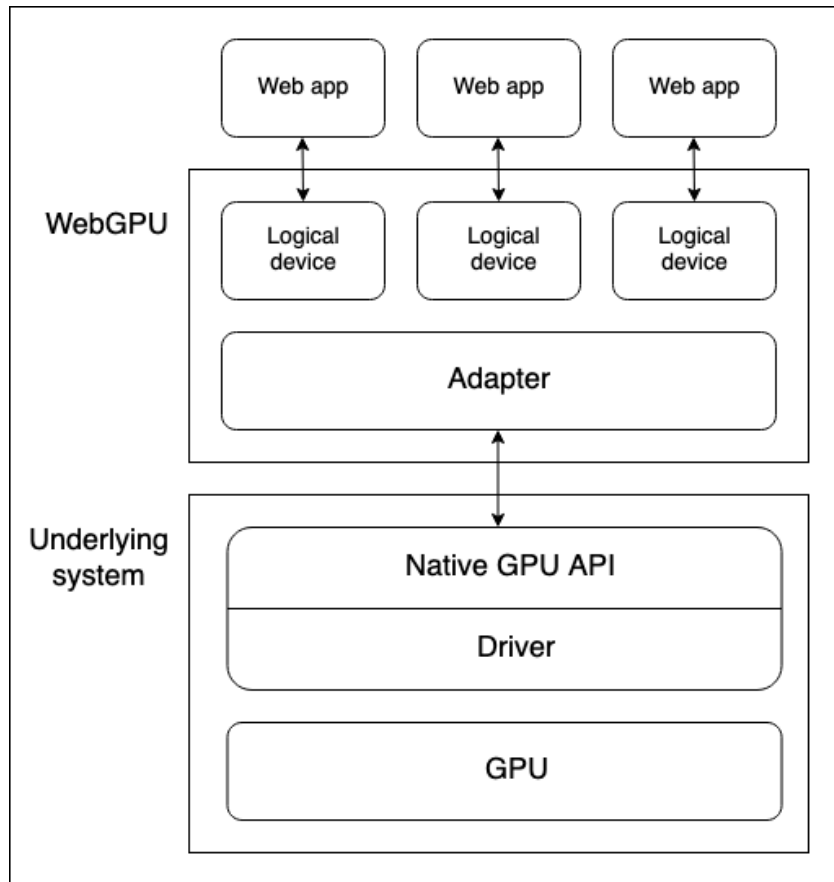 Web app
Web app
Web app
WebGPU
Logical
device
Logical
device
Logical
device
Adapter
Underlying
system
Native GPU API
Driver
GPU